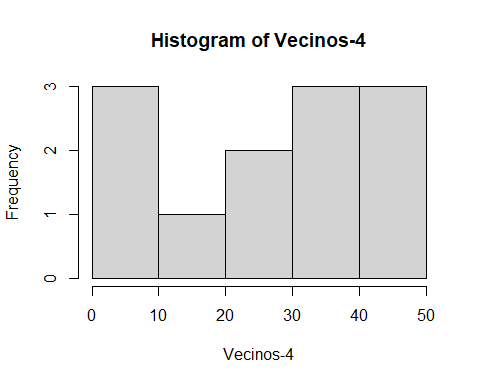 Histogram of Vecinos-4
Frequency
3
2
1
0
0 10 20 30 40 50
Vecinos-4